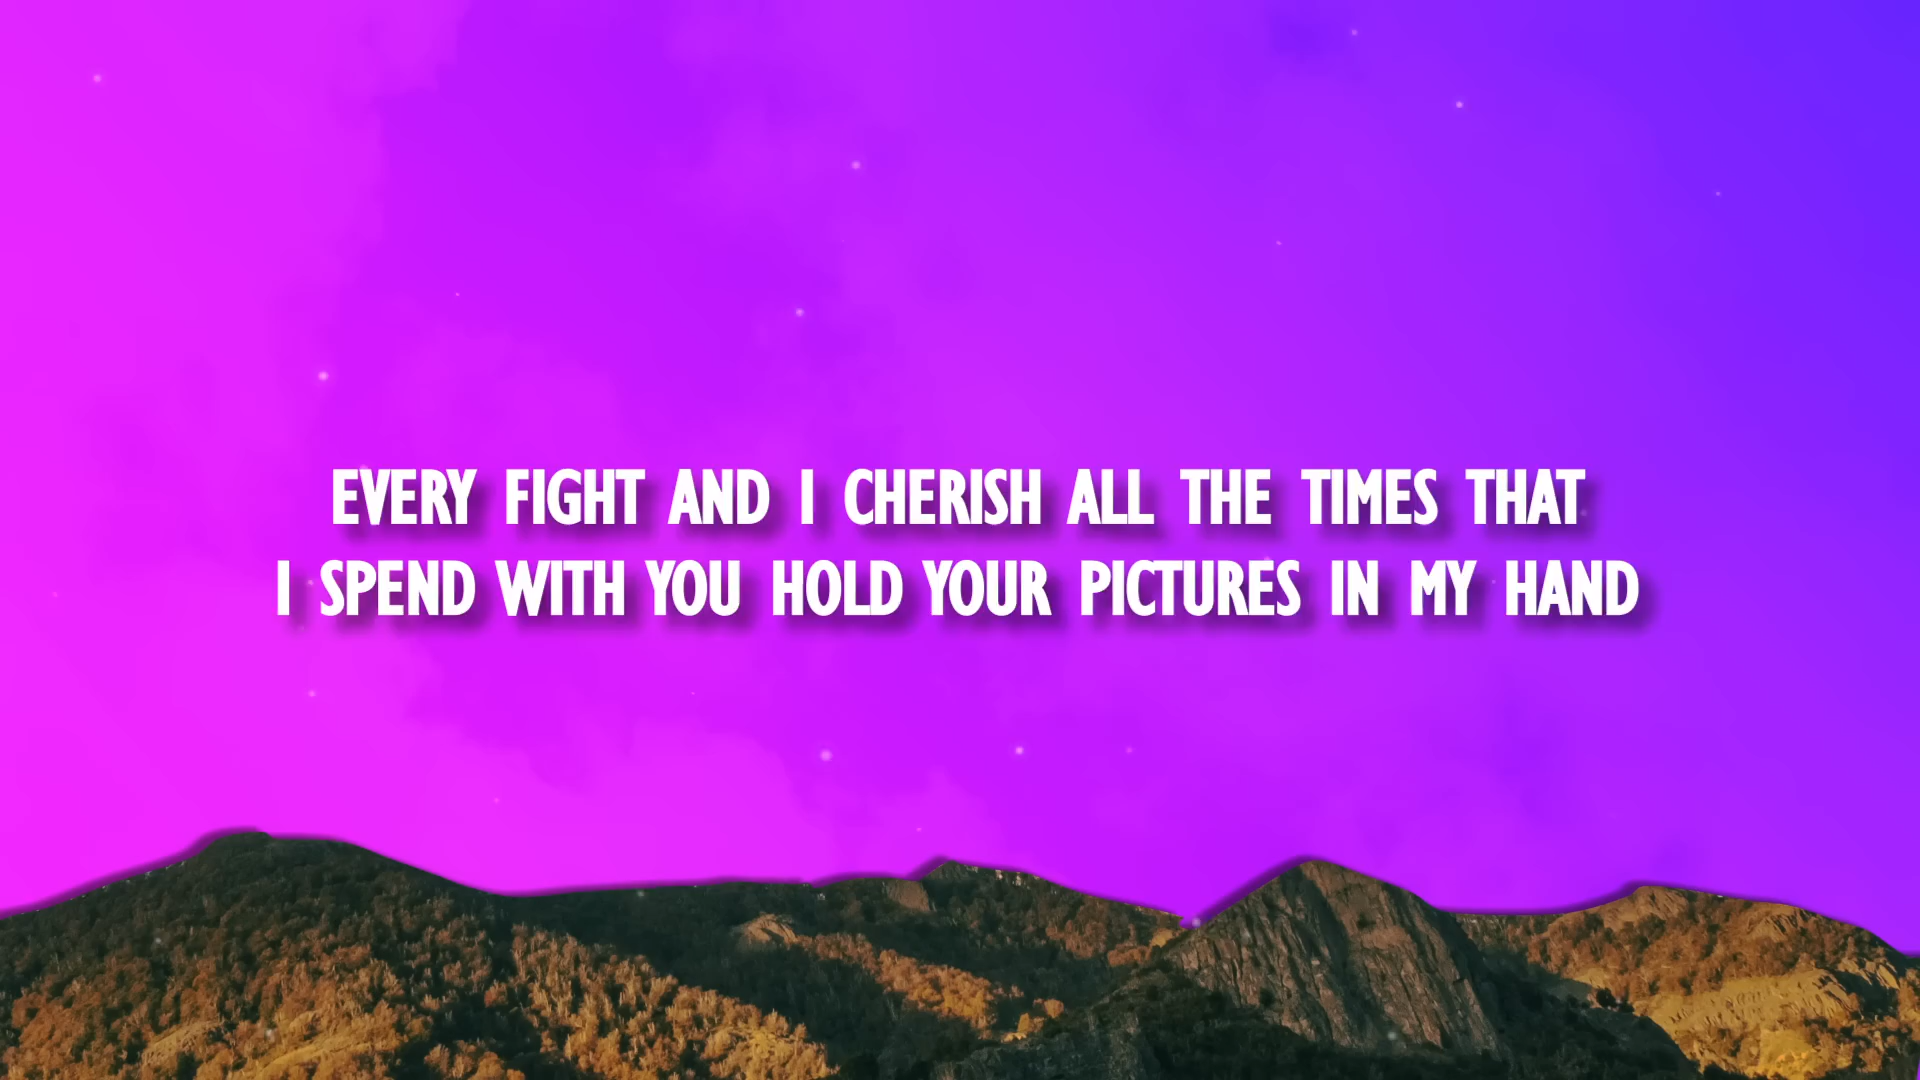 EVERY FIGHT AND I CHERISH ALL THE TIMES THAT
I SPEND WITH YOU HOLD YOUR PICTURES IN MY HAND